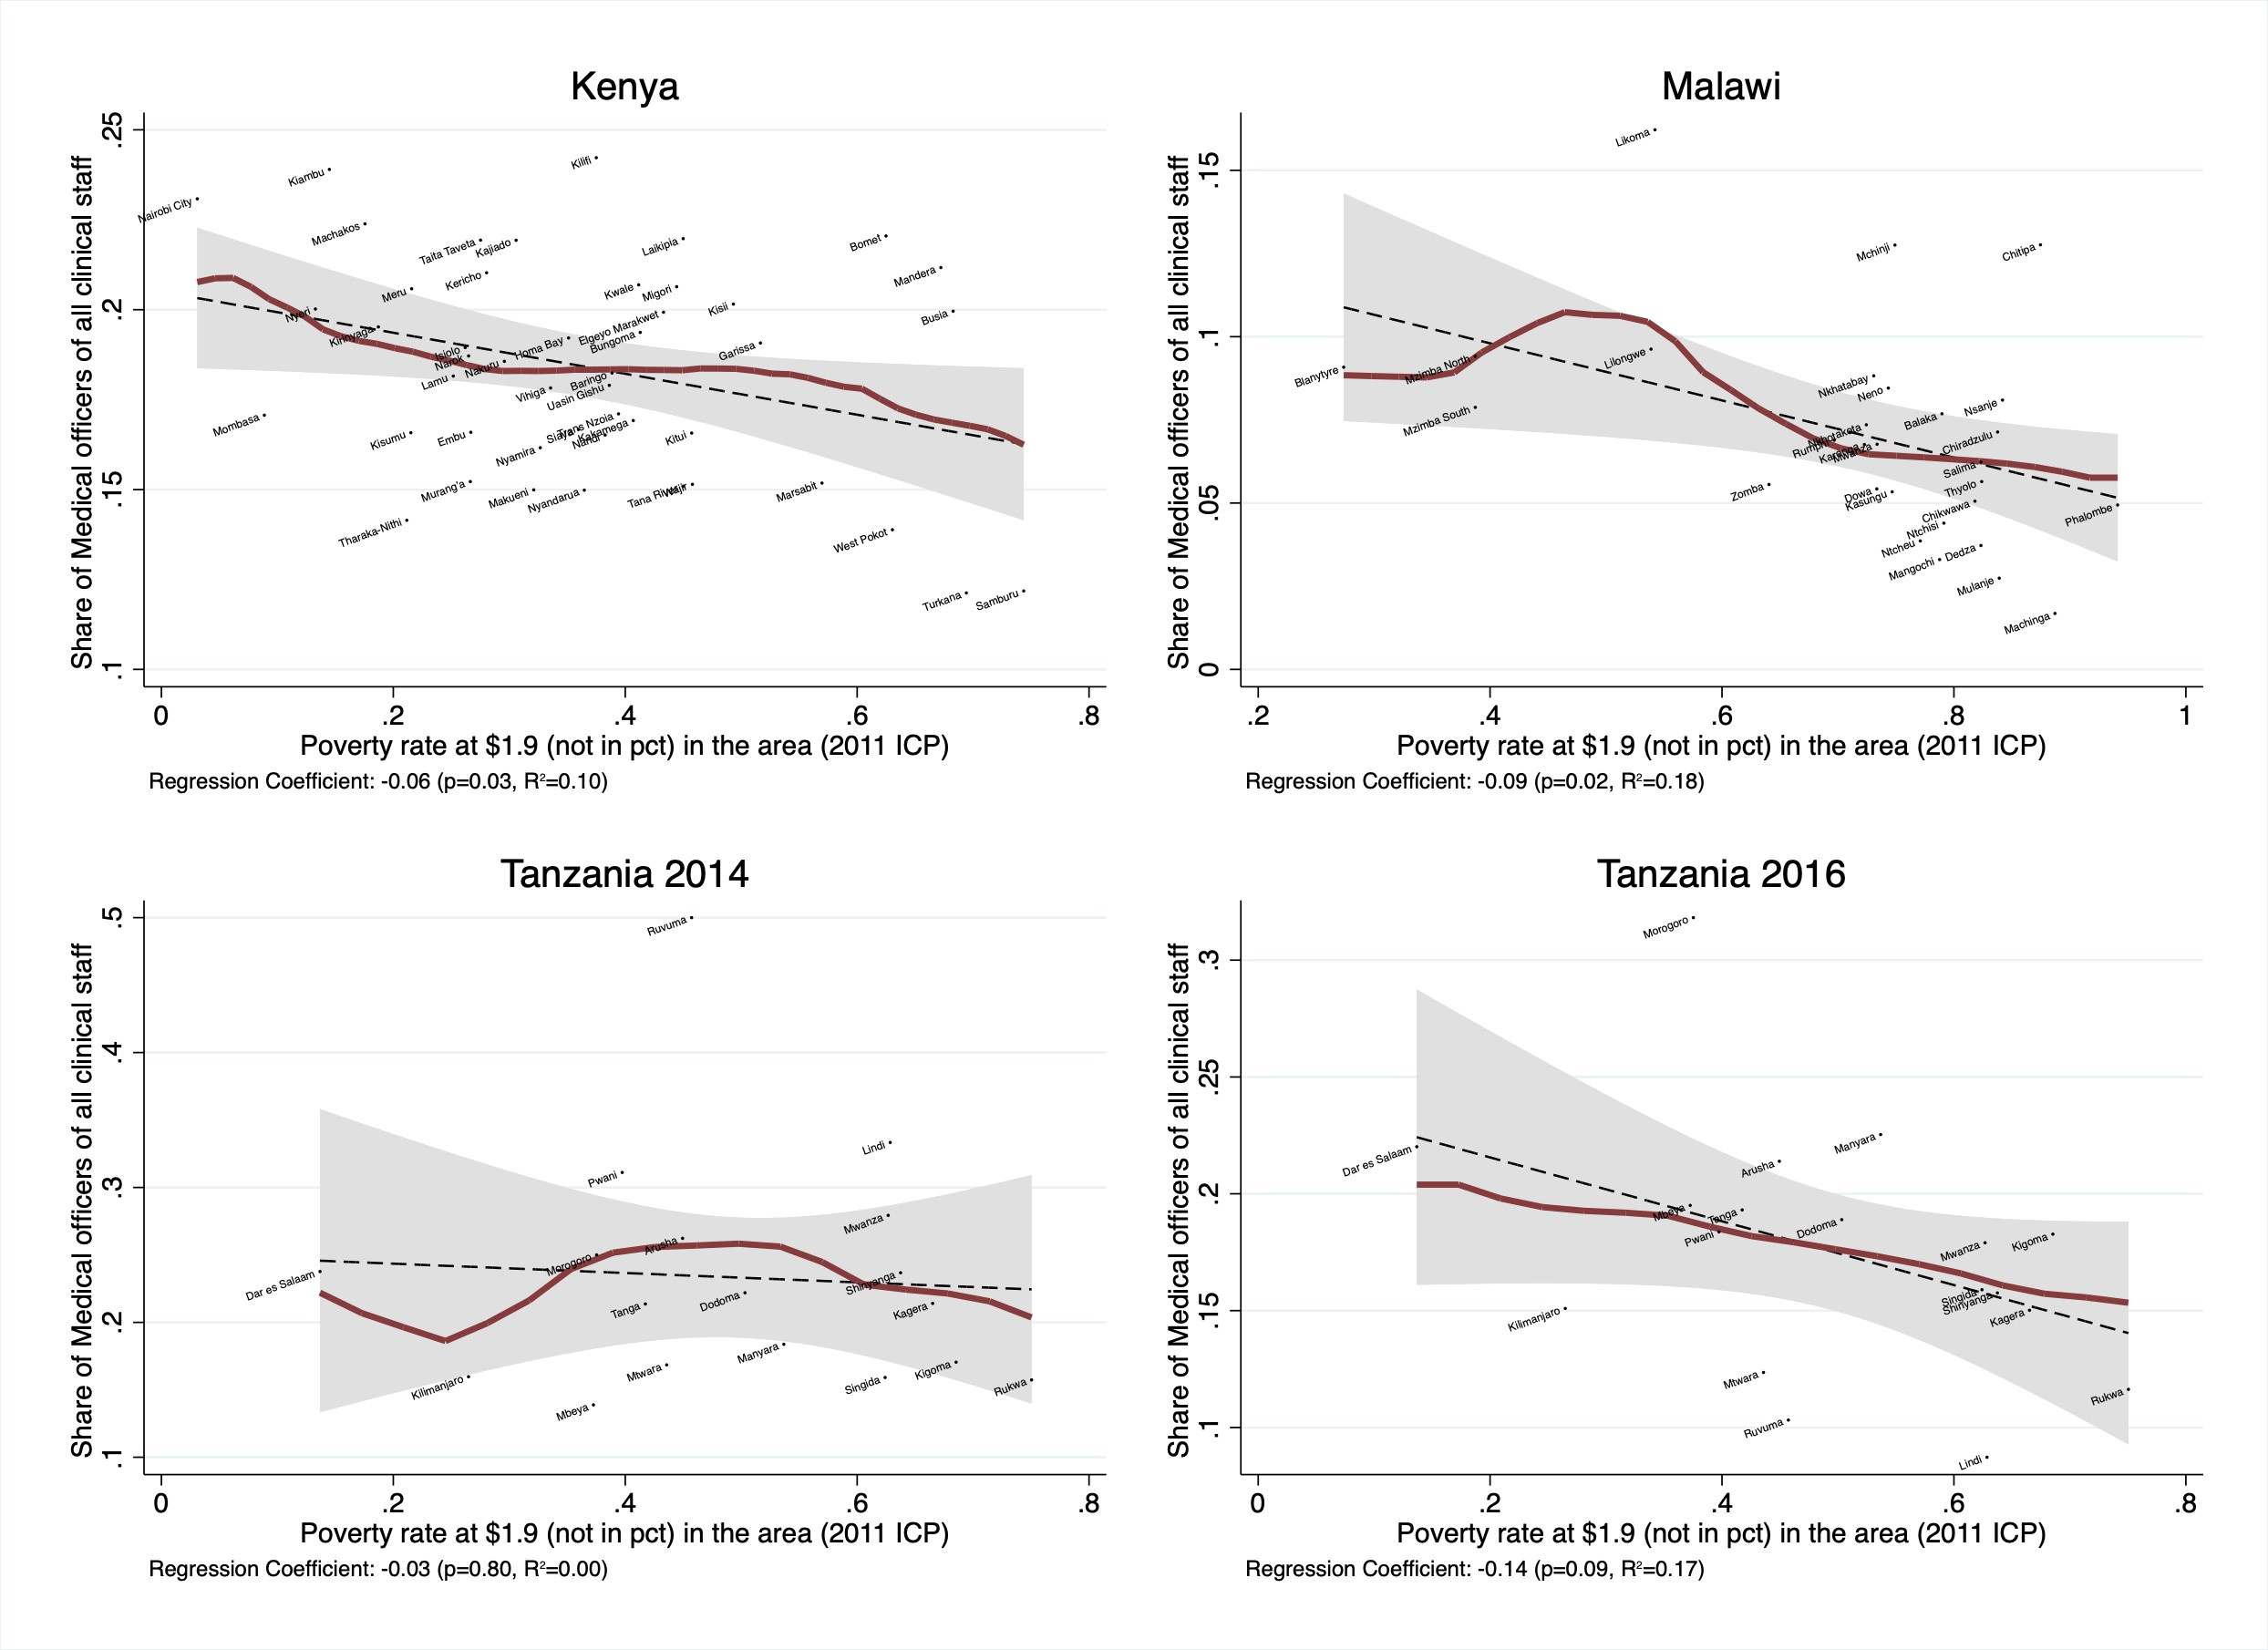 Kenya
Share of Medical officers of all clinical staff
.25
.2
.15
.1
Nairobi City
Kiambu
Machakos
Kilifi
Taita Taveta
Kajiado
Laikipia
Bomet
Kericho
Mandera
Meru
Kwale
Migori
Kisii
Nyeri
Elgeyo Marakwet
Busia
Kirinyaga
Isiolo
Narok
Nakuru
Homa Bay
Bungoma
Garissa
Lamu
Vihiga
Baringo
Uasin Gishu
Mombasa
Kisumu
Embu
Siaya
Trans Nzoia
Kakamega
Nandi
Kitui
Nyamira
Murang'a
Makueni
Nyandarua
Tana River
Wajir
Marsabit
Tharaka-Nithi
West Pokot
Turkana
Samburu
0 .2 .4 .6 .8
Poverty rate at $1.9 (not in pct) in the area (2011 ICP)
Regression Coefficient: -0.06 (p=0.03, R²=0.10)
Malawi
Share of Medical officers of all clinical staff
.15
.1
.05
0
Likoma
Mchinji
Chitipa
Blanytyre
Mzimba North
Lilongwe
Mzimba South
Nkhatabay
Neno
Balaka
Nsanje
Nkhotakota
Rumphi
Karonga
Mwanza
Chiradzulu
Salima
Zomba
Dowa
Kasungu
Thyolo
Chikwawa
Phalombe
Ntchisi
Ntcheu
Dedza
Mangochi
Mulanje
Machinga
.2 .4 .6 .8 1
Poverty rate at $1.9 (not in pct) in the area (2011 ICP)
Regression Coefficient: -0.09 (p=0.02, R²=0.18)
Tanzania 2014
Share of Medical officers of all clinical staff
.5
.4
.3
.2
.1
Ruvuma
Lindi
Pwani
Mwanza
Dar es Salaam
Morogoro
Arusha
Shinyanga
Tanga
Dodoma
Kagera
Kilimanjaro
Mtwara
Manyara
Kigoma
Singida
Rukwa
Mbeya
0 .2 .4 .6 .8
Poverty rate at $1.9 (not in pct) in the area (2011 ICP)
Regression Coefficient: -0.03 (p=0.80, R²=0.00)
Tanzania 2016
Share of Medical officers of all clinical staff
.3
.25
.2
.15
.1
Morogoro
Dar es Salaam
Arusha
Manyara
Mbeya
Tanga
Pwani
Dodoma
Mwanza
Kigoma
Singida
Shinyanga
Kagera
Kilimanjaro
Mtwara
Ruvuma
Rukwa
Lindi
0 .2 .4 .6 .8
Poverty rate at $1.9 (not in pct) in the area (2011 ICP)
Regression Coefficient: -0.14 (p=0.09, R²=0.17)